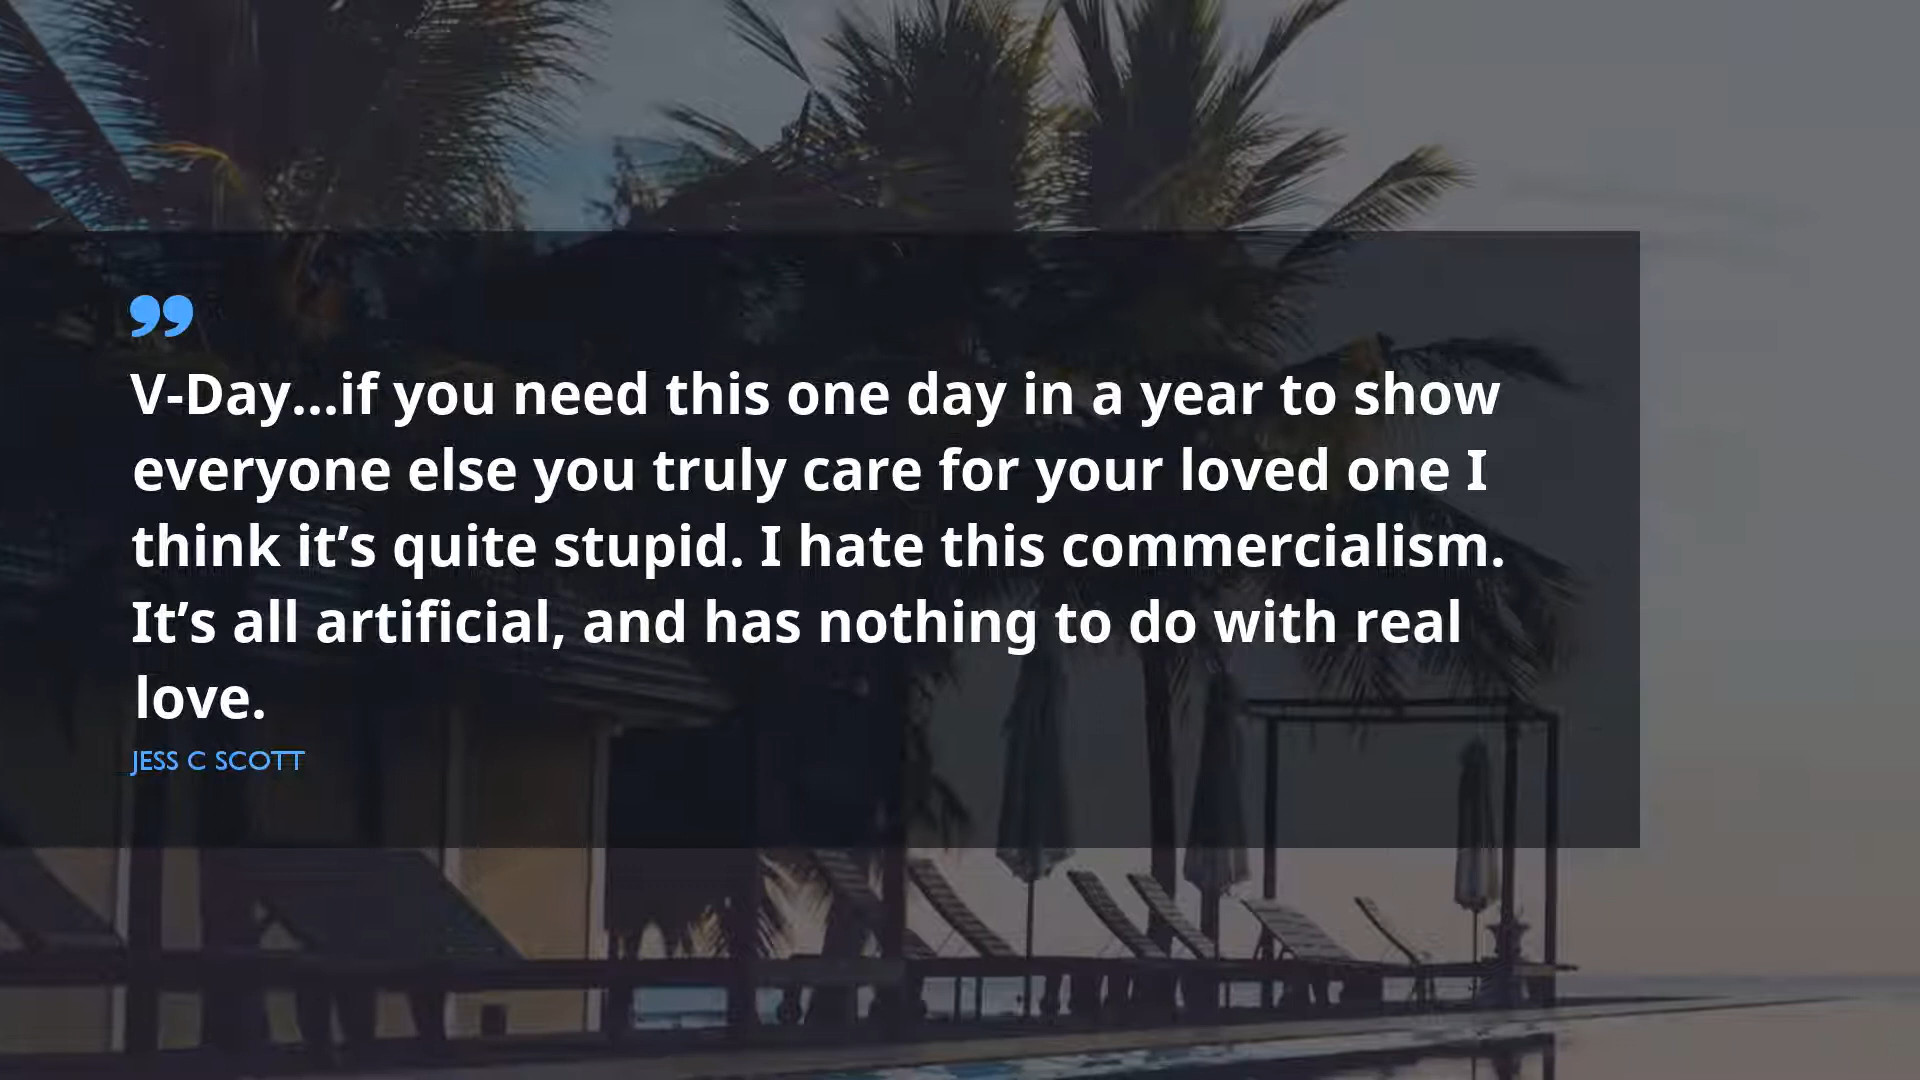 ”
V-Day…if you need this one day in a year to show
everyone else you truly care for your loved one I
think it’s quite stupid. I hate this commercialism.
It’s all artificial, and has nothing to do with real
love.
JESS C SCOTT